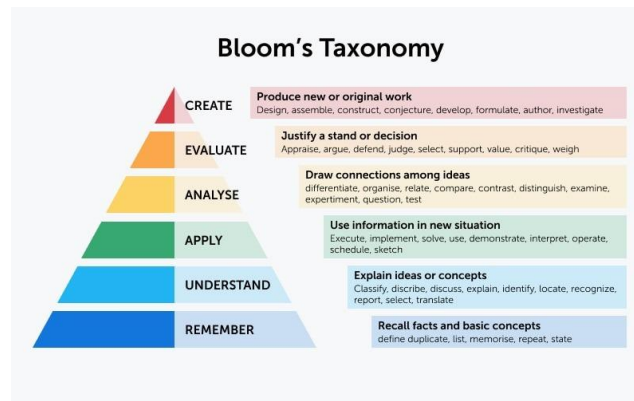 Bloom's Taxonomy
CREATE
Produce new or original work
Design, assemble, construct, conjecture, develop, formulate, author, investigate
EVALUATE
Justify a stand or decision
Appraise, argue, defend, judge, select, support, value, critique, weigh
ANALYSE
Draw connections among ideas
differentiate, organise, relate, compare, contrast, distinguish, examine,
expertiment, question, test
APPLY
Use information in new situation
Execute, implement, solve, use, demonstrate, interpret, operate,
schedule, sketch
UNDERSTAND
Explain ideas or concepts
Classify, discribe, discuss, explain, identify, locate, recognize,
report, select, translate
REMEMBER
Recall facts and basic concepts
define duplicate, list, memorise, repeat, state